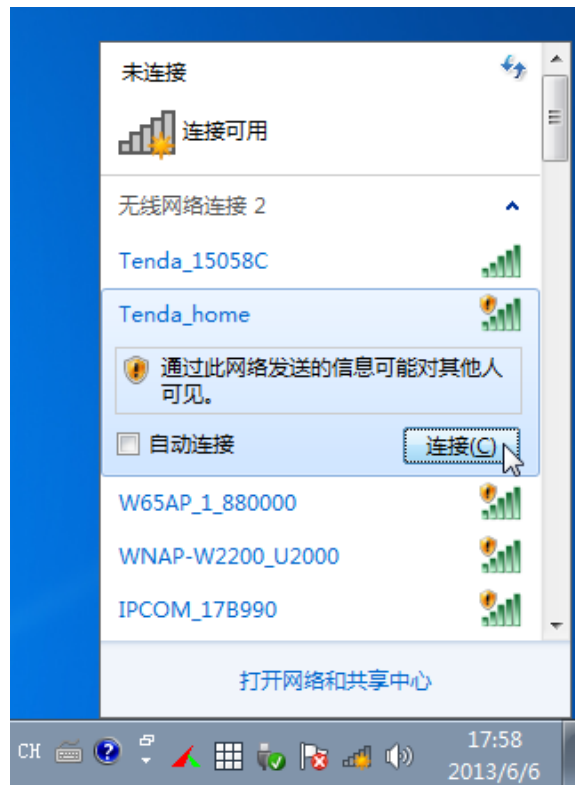 未连接
连接可用
无线网络连接 2
Tenda_15058C
Tenda_home
通过此网络发送的信息可能对其他人
可见。
自动连接
连接(C)
W65AP_1_880000
WNAP-W2200_U2000
IPCOM_17B990
打开网络和共享中心
CH
17:58
2013/6/6